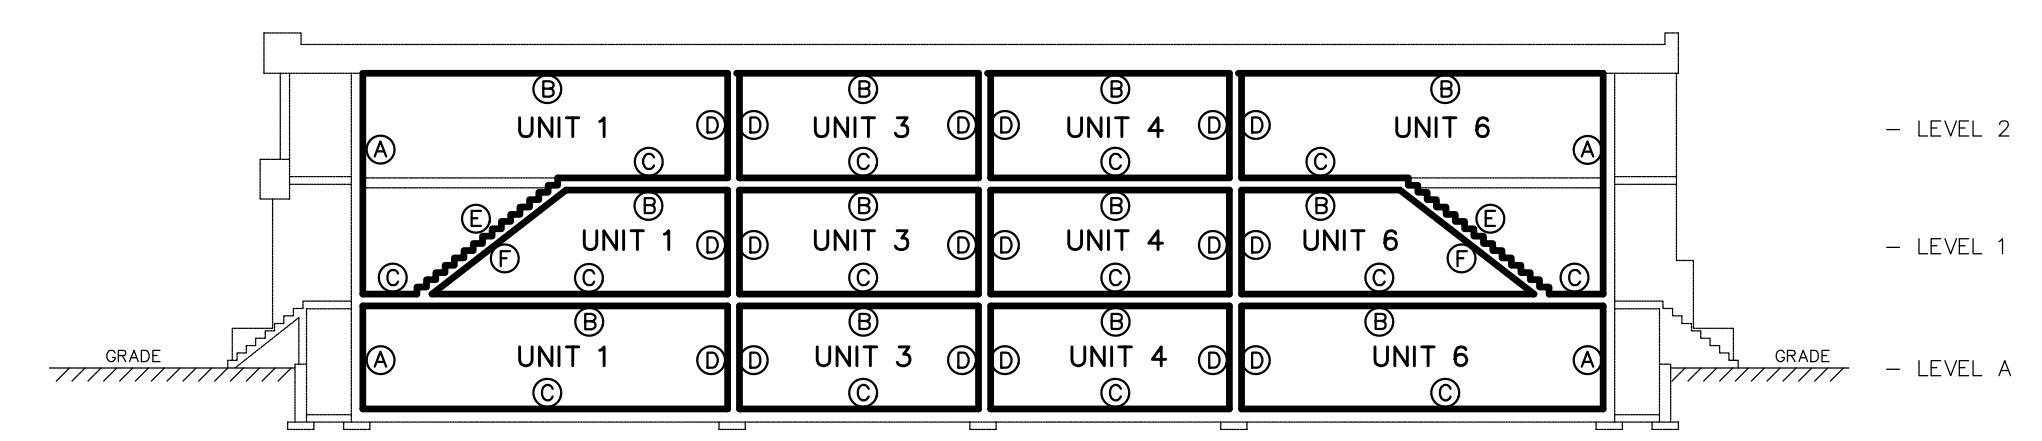 B B B B
UNIT 1 D D UNIT 3 D D UNIT 4 D D UNIT 6 - LEVEL 2
A C C C C A
E B B B B E
UNIT 1 D D UNIT 3 D D UNIT 4 D D UNIT 6 - LEVEL 1
F F
C C C C C C
B B B B
GRADE A UNIT 1 D D UNIT 3 D D UNIT 4 D D UNIT 6 A GRADE
- LEVEL A
C C C C